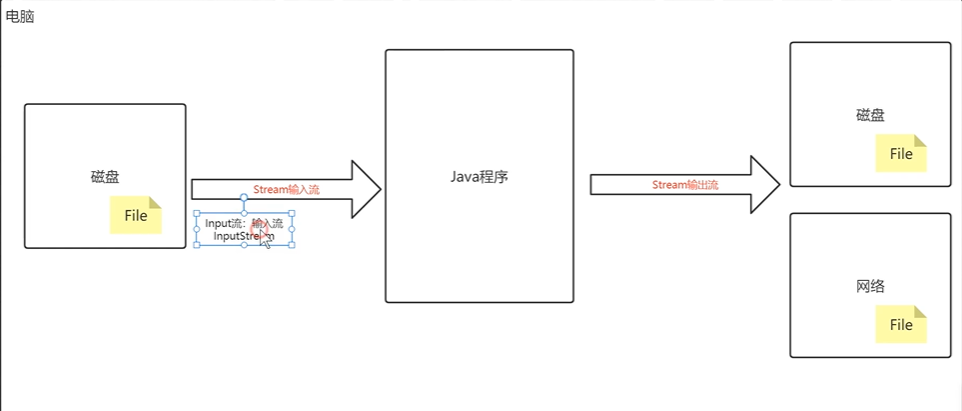 电脑
磁盘
File
Stream输入流
Input流：输入流
InputStream
Java程序
Stream输出流
磁盘
File
网络
File